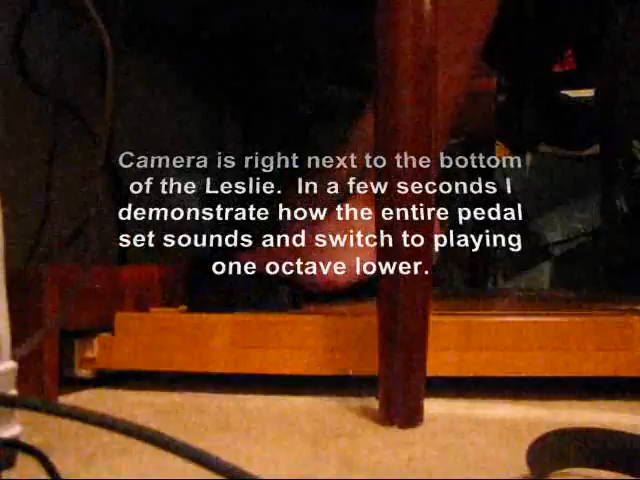 Camera is right next to the bottom
of the Leslie.  In a few seconds I
demonstrate how the entire pedal
set sounds and switch to playing
one octave lower.